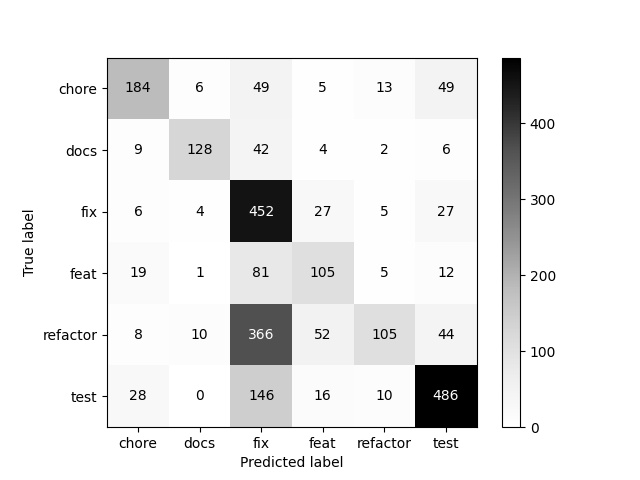 chore 184 6 49 5 13 49
docs 9 128 42 4 2 6
fix 6 4 452 27 5 27
feat 19 1 81 105 5 12
refactor 8 10 366 52 105 44
test 28 0 146 16 10 486
chore docs fix feat refactor test
Predicted label
True label
400
300
200
100
0